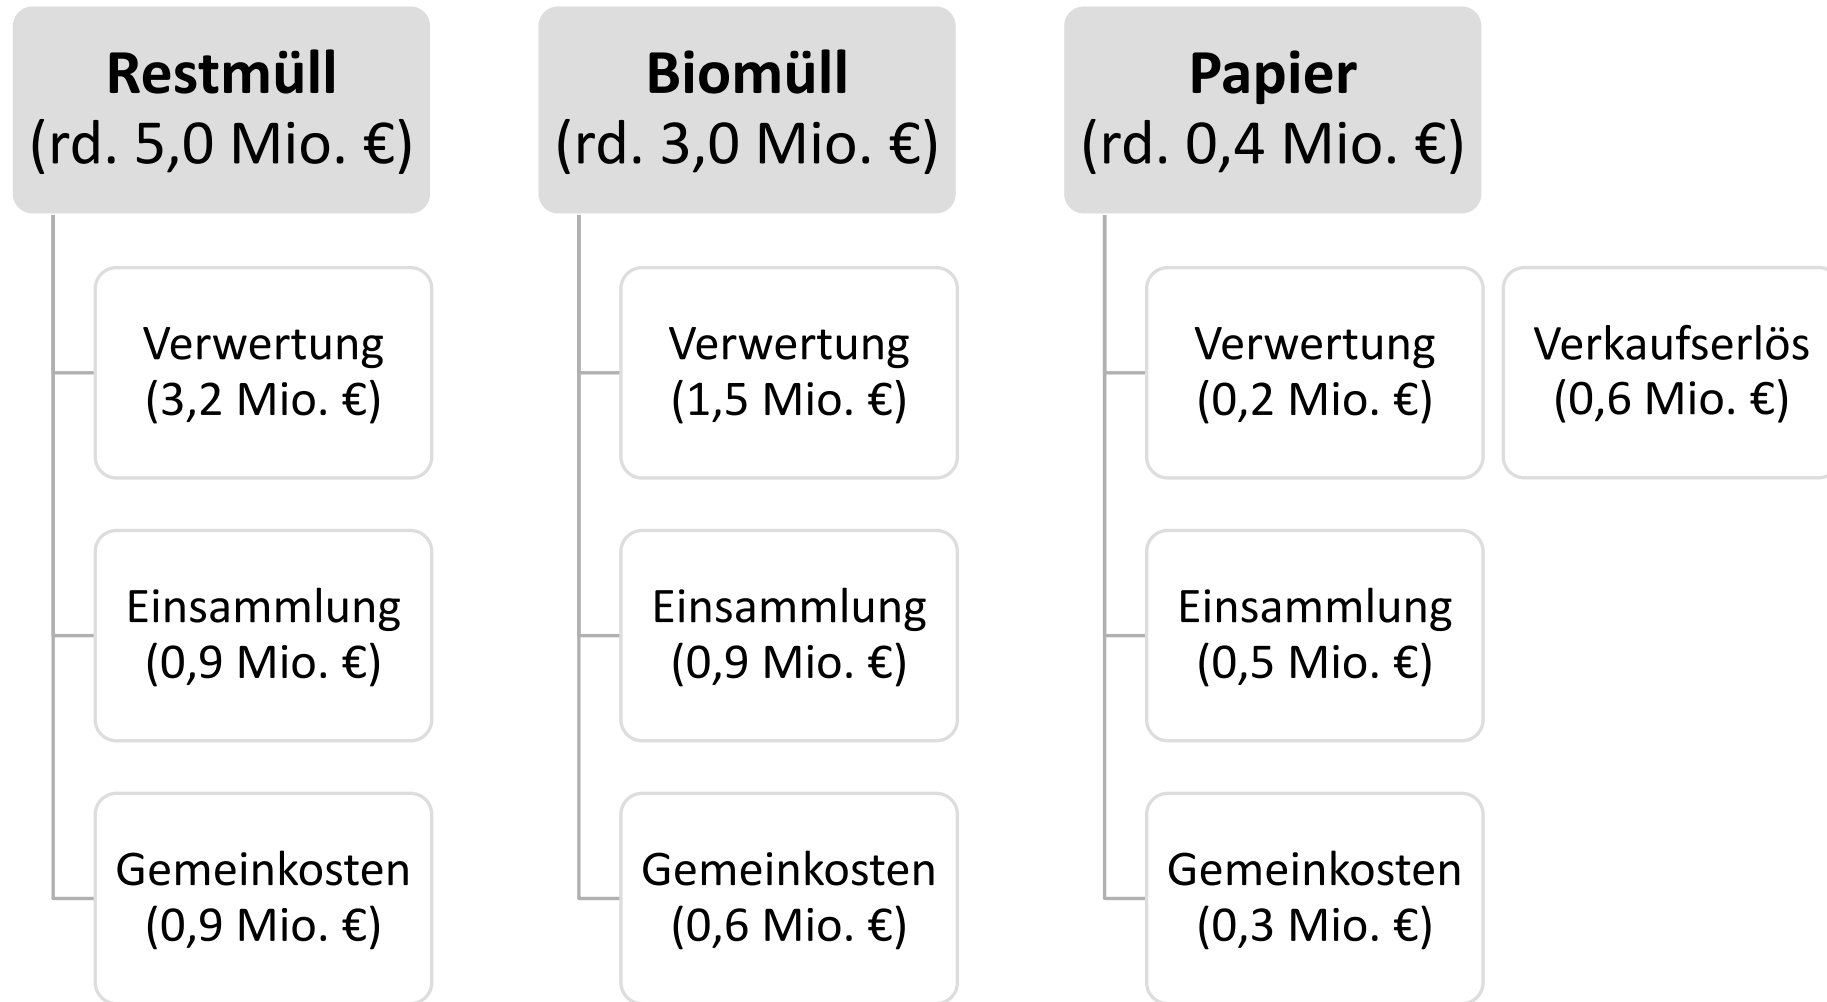 Restmüll
(rd. 5,0 Mio. €)
Verwertung
(3,2 Mio. €)
Einsammlung
(0,9 Mio. €)
Gemeinkosten
(0,9 Mio. €)
Biomüll
(rd. 3,0 Mio. €)
Verwertung
(1,5 Mio. €)
Einsammlung
(0,9 Mio. €)
Gemeinkosten
(0,6 Mio. €)
Papier
(rd. 0,4 Mio. €)
Verwertung
(0,2 Mio. €)
Verkaufserlös
(0,6 Mio. €)
Einsammlung
(0,5 Mio. €)
Gemeinkosten
(0,3 Mio. €)